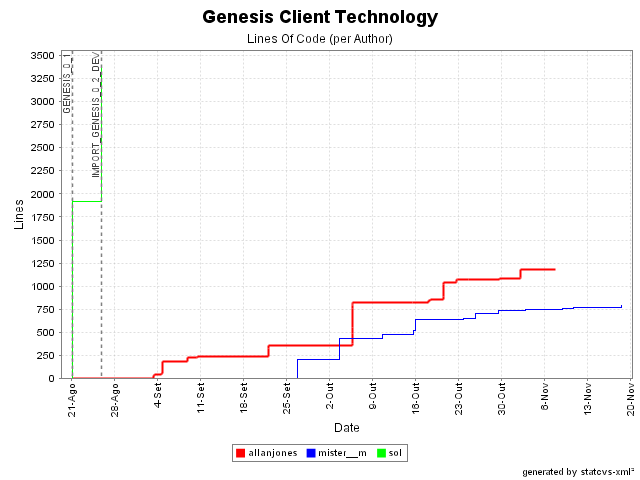 Genesis Client Technology
Lines Of Code (per Author)
GENESIS_0_1
IMPORT_GENESIS_0_2_DEV
3500
3250
3000
2750
2500
2250
2000
1750
1500
1250
1000
750
500
250
0
Lines
21-Ago
28-Ago
4-Set
11-Set
18-Set
25-Set
2-Out
9-Out
16-Out
23-Out
30-Out
6-Nov
13-Nov
20-Nov
Date
allanjones mister__m sol
generated by statcvs-xml²